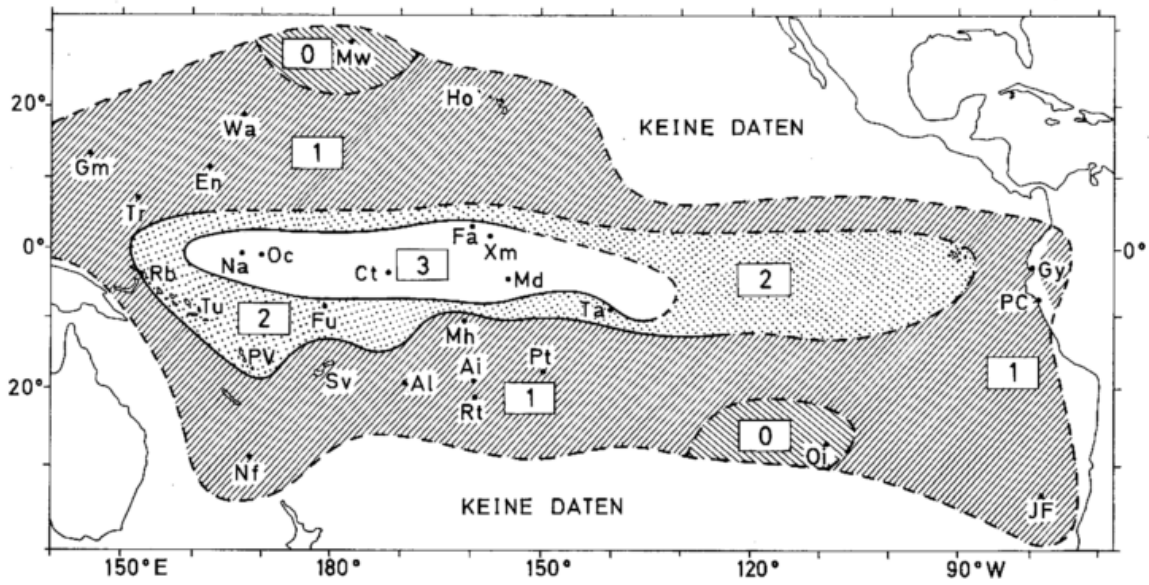 0
Mw
20°
Ho
Wa
KEINE DATEN
1
Gm
En
Tr
0°
Fa
Xm
0°
Na
Oc
Ct
3
Md
2
Gy
Rb
Tu
2
Fu
Ta
PC
Mh
PV
Sv
Al
Ai
Pt
1
20°
Rt
1
0
Oi
Nf
KEINE DATEN
JF
150°E
180°
150°
120°
90°W